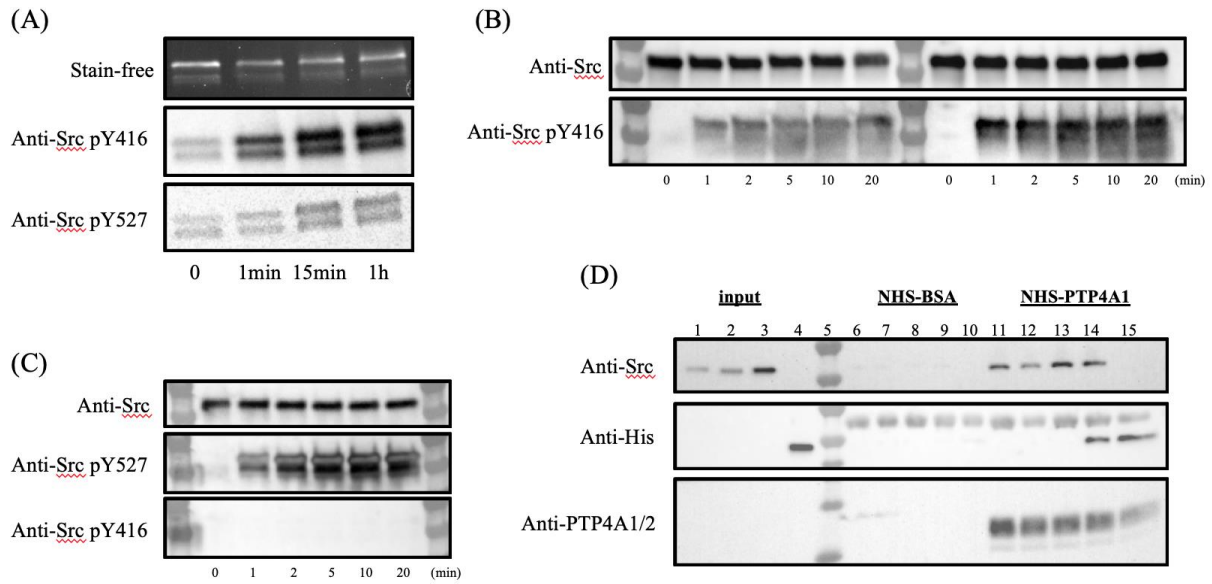 (A)
Stain-free
Anti-Src pY416
Anti-Src pY527
0 1min 15min 1h
(B)
Anti-Src
Anti-Src pY416
0 1 2 5 10 20 0 1 2 5 10 20 (min)
(C)
Anti-Src
Anti-Src pY527
Anti-Src pY416
0 1 2 5 10 20 (min)
(D)
input NHS-BSA NHS-PTP4A1
1 2 3 4 5 6 7 8 9 10 11 12 13 14 15
Anti-Src
Anti-His
Anti-PTP4A1/2